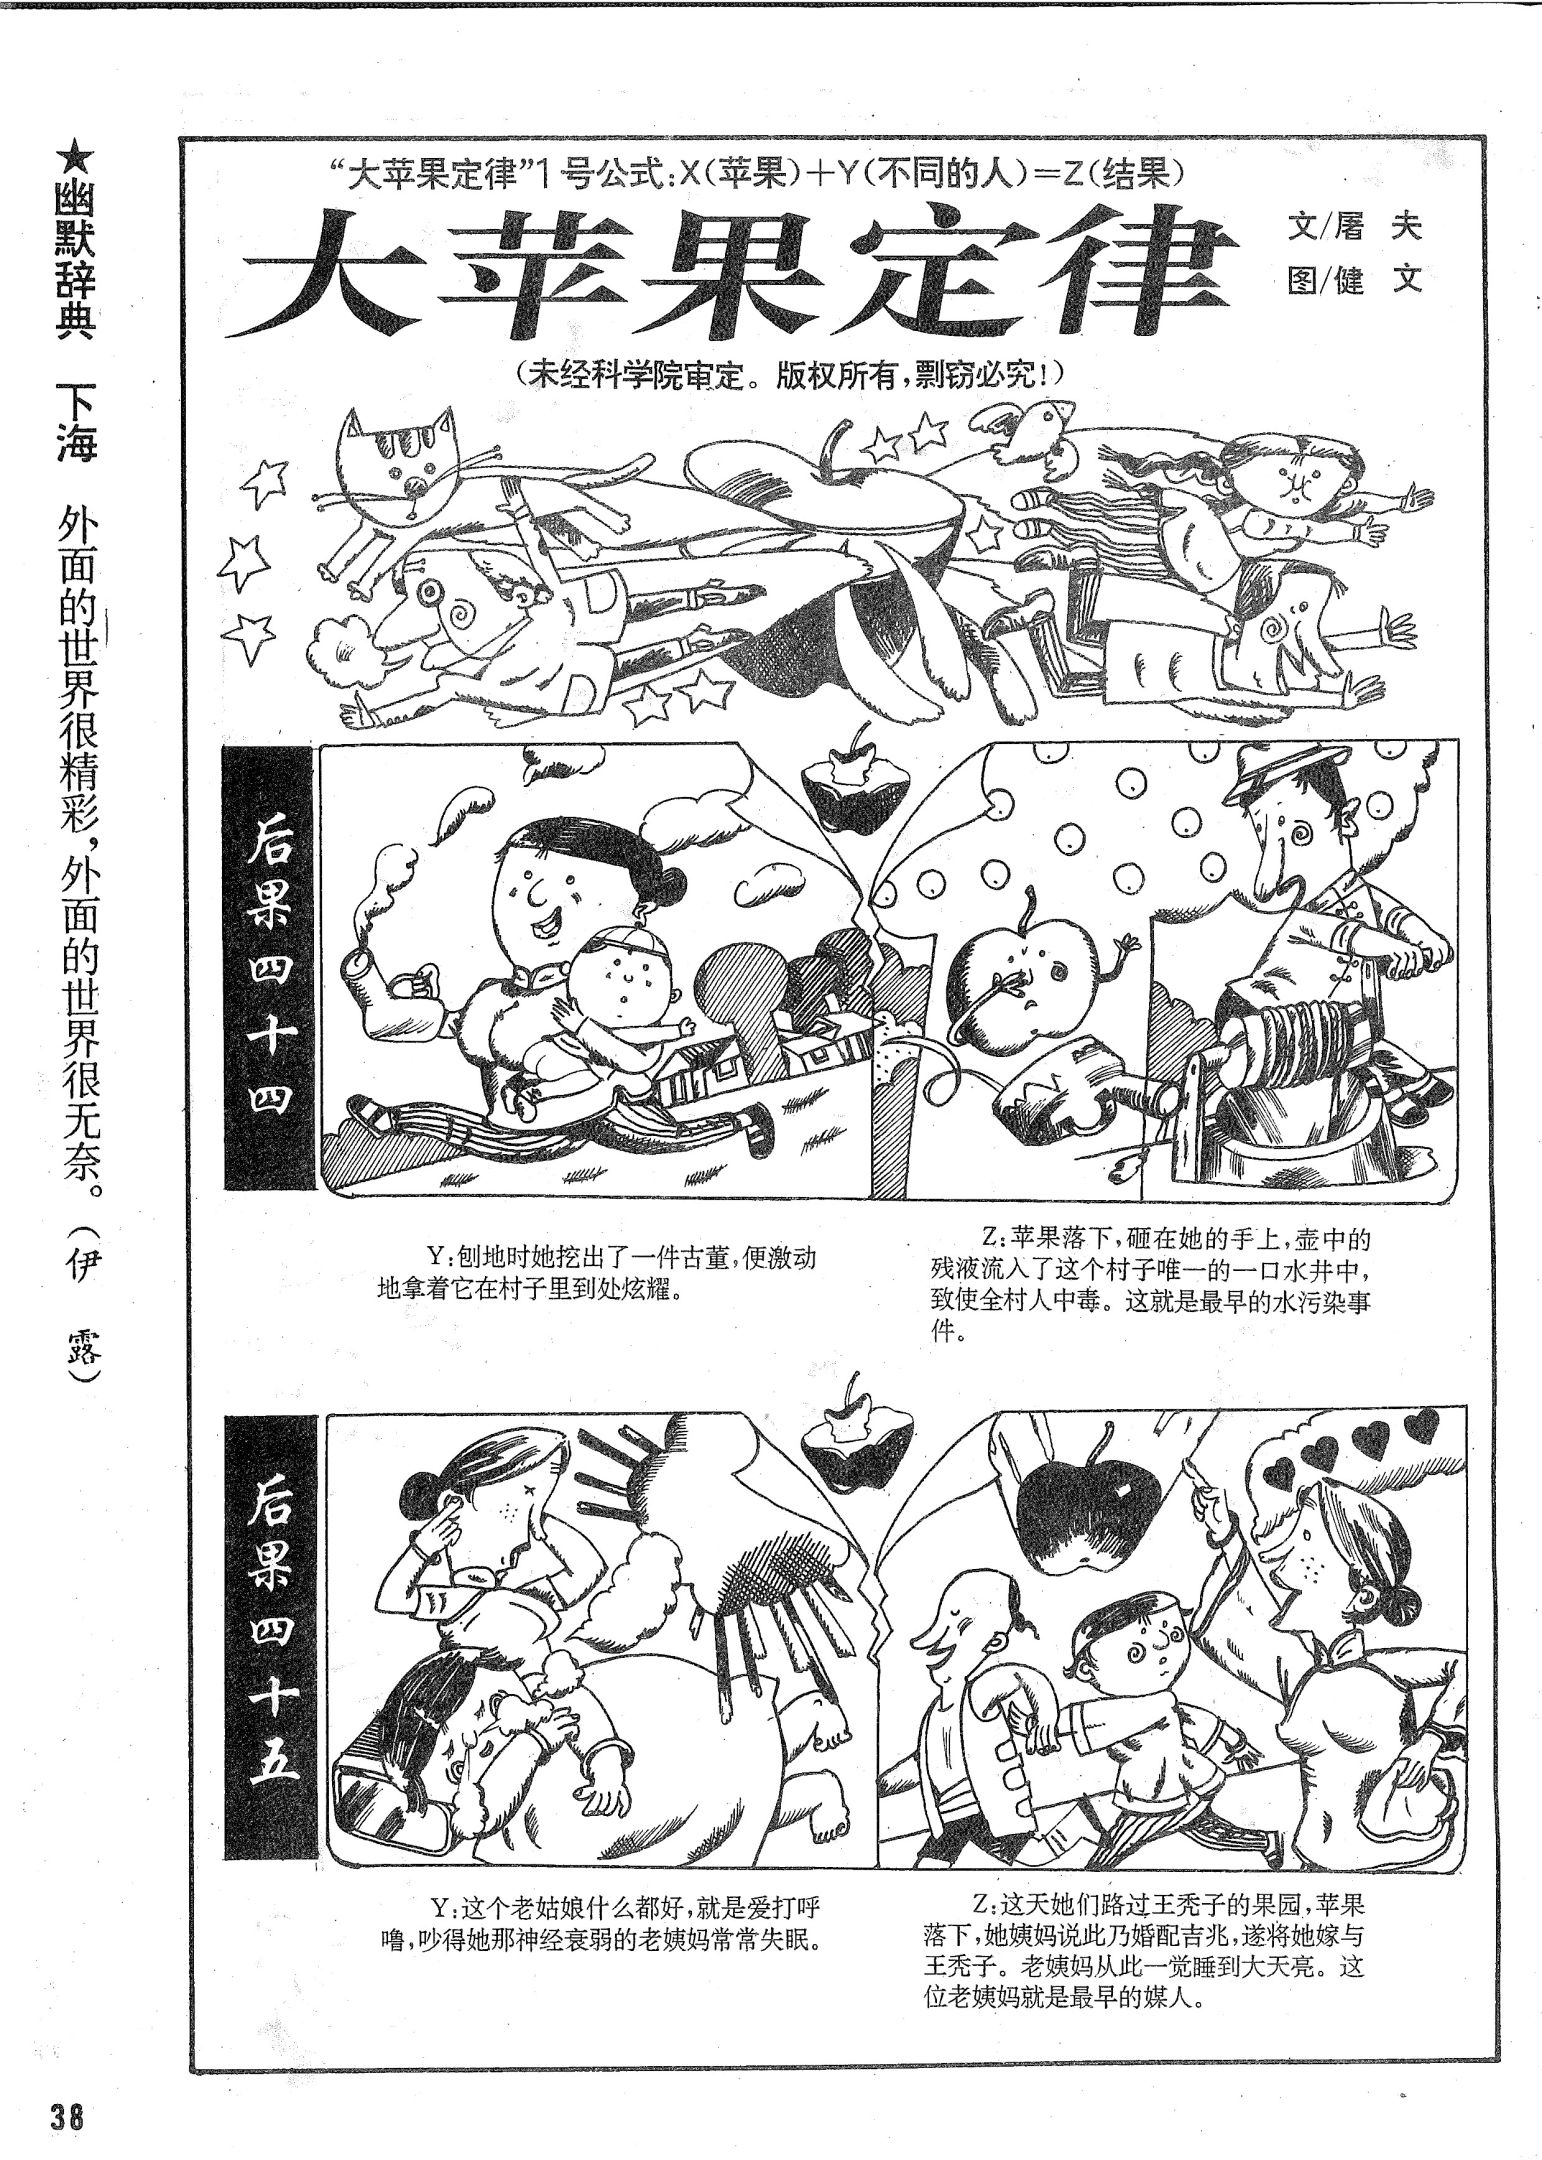 ★幽默辞典 下海 外面的世界很精彩,外面的世界很无奈。(伊 露)
“大苹果定律”1号公式:X(苹果)+Y(不同的人)=Z(结果)
大苹果定律
文/屠 夫
图/健 文
(未经科学院审定。版权所有,剽窃必究!)
后果四十四
Y:刨地时她挖出了一件古董,便激动
地拿着它在村子里到处炫耀。
Z:苹果落下,砸在她的手上,壶中的
残液流入了这个村子唯一的一口水井中,
致使全村人中毒。这就是最早的水污染事
件。
后果四十五
Y:这个老姑娘什么都好,就是爱打呼
噜,吵得她那神经衰弱的老姨妈常常失眠。
Z:这天她们路过王秃子的果园,苹果
落下,她姨妈说此乃婚配吉兆,遂将她嫁与
王秃子。老姨妈从此一觉睡到大天亮。这
位老姨妈就是最早的媒人。
38